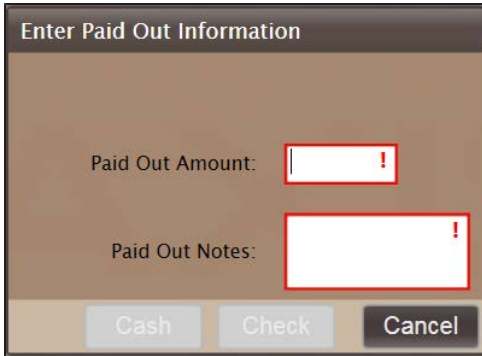 Enter Paid Out Information
Paid Out Amount: !
Paid Out Notes: !
Cash Check Cancel